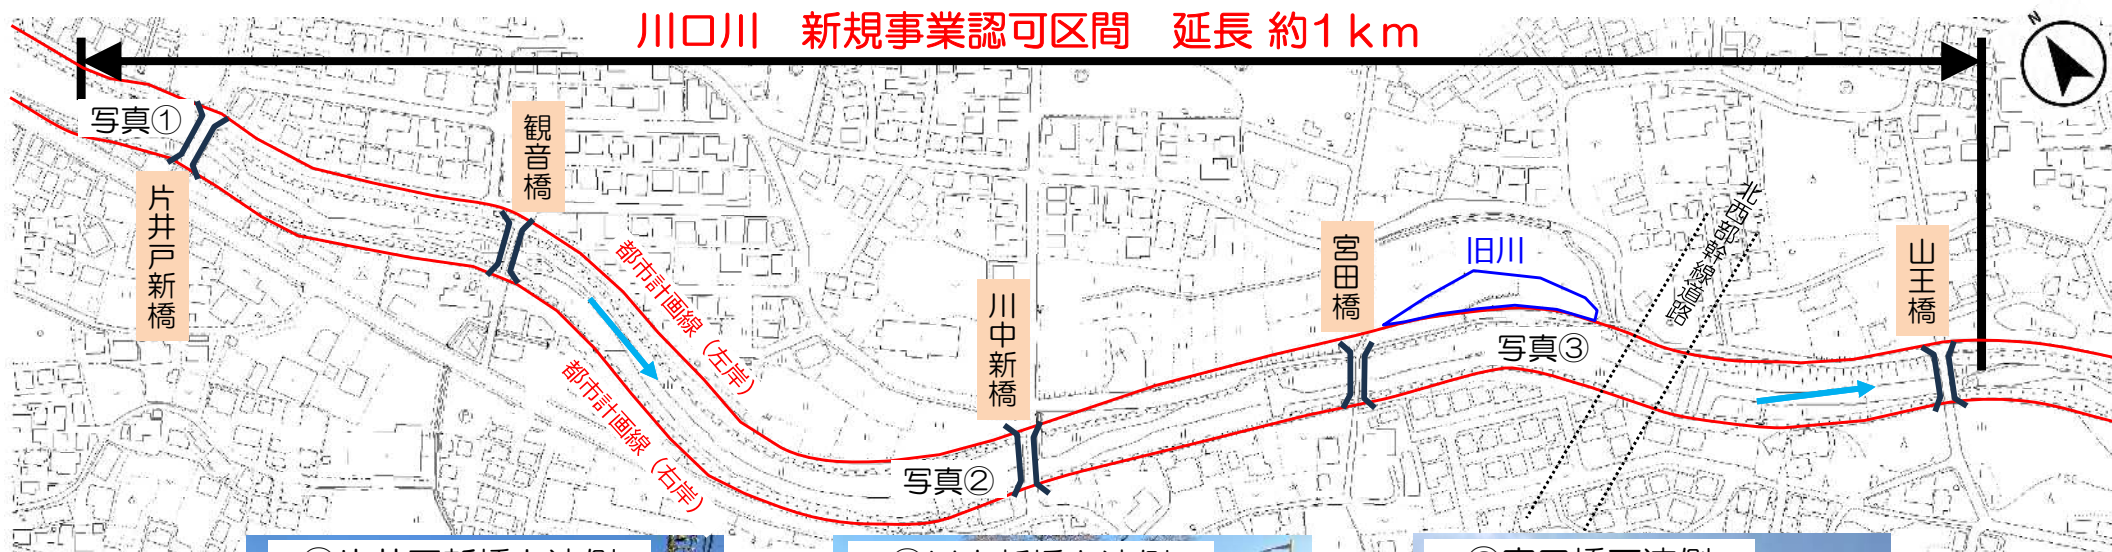 川口川　新規事業認可区間　延長 約1ｋｍ
N
写真①
片井戸新橋
観音橋
都市計画線（左岸）
都市計画線（右岸）
写真②
川中新橋
宮田橋
旧川
写真③
北西部幹線道路
山王橋